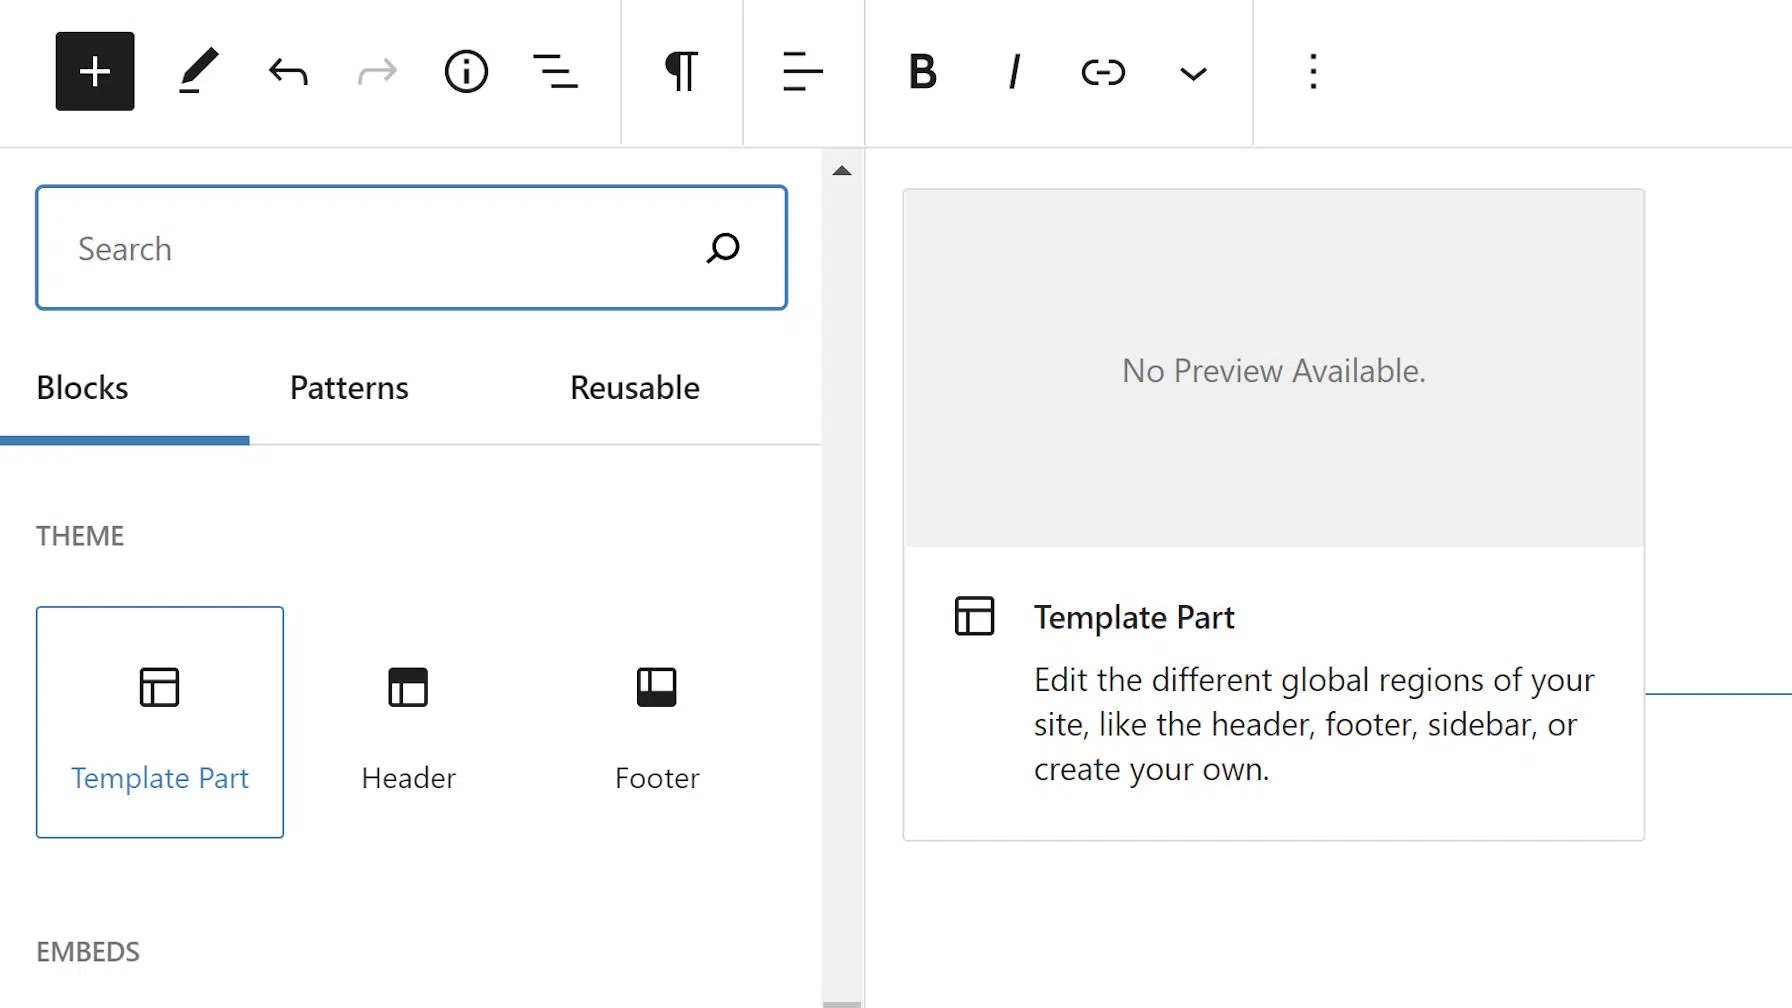 B I
Search
Blocks Patterns Reusable
THEME
Template Part Header Footer
EMBEDS
No Preview Available.
Template Part
Edit the different global regions of your
site, like the header, footer, sidebar, or
create your own.